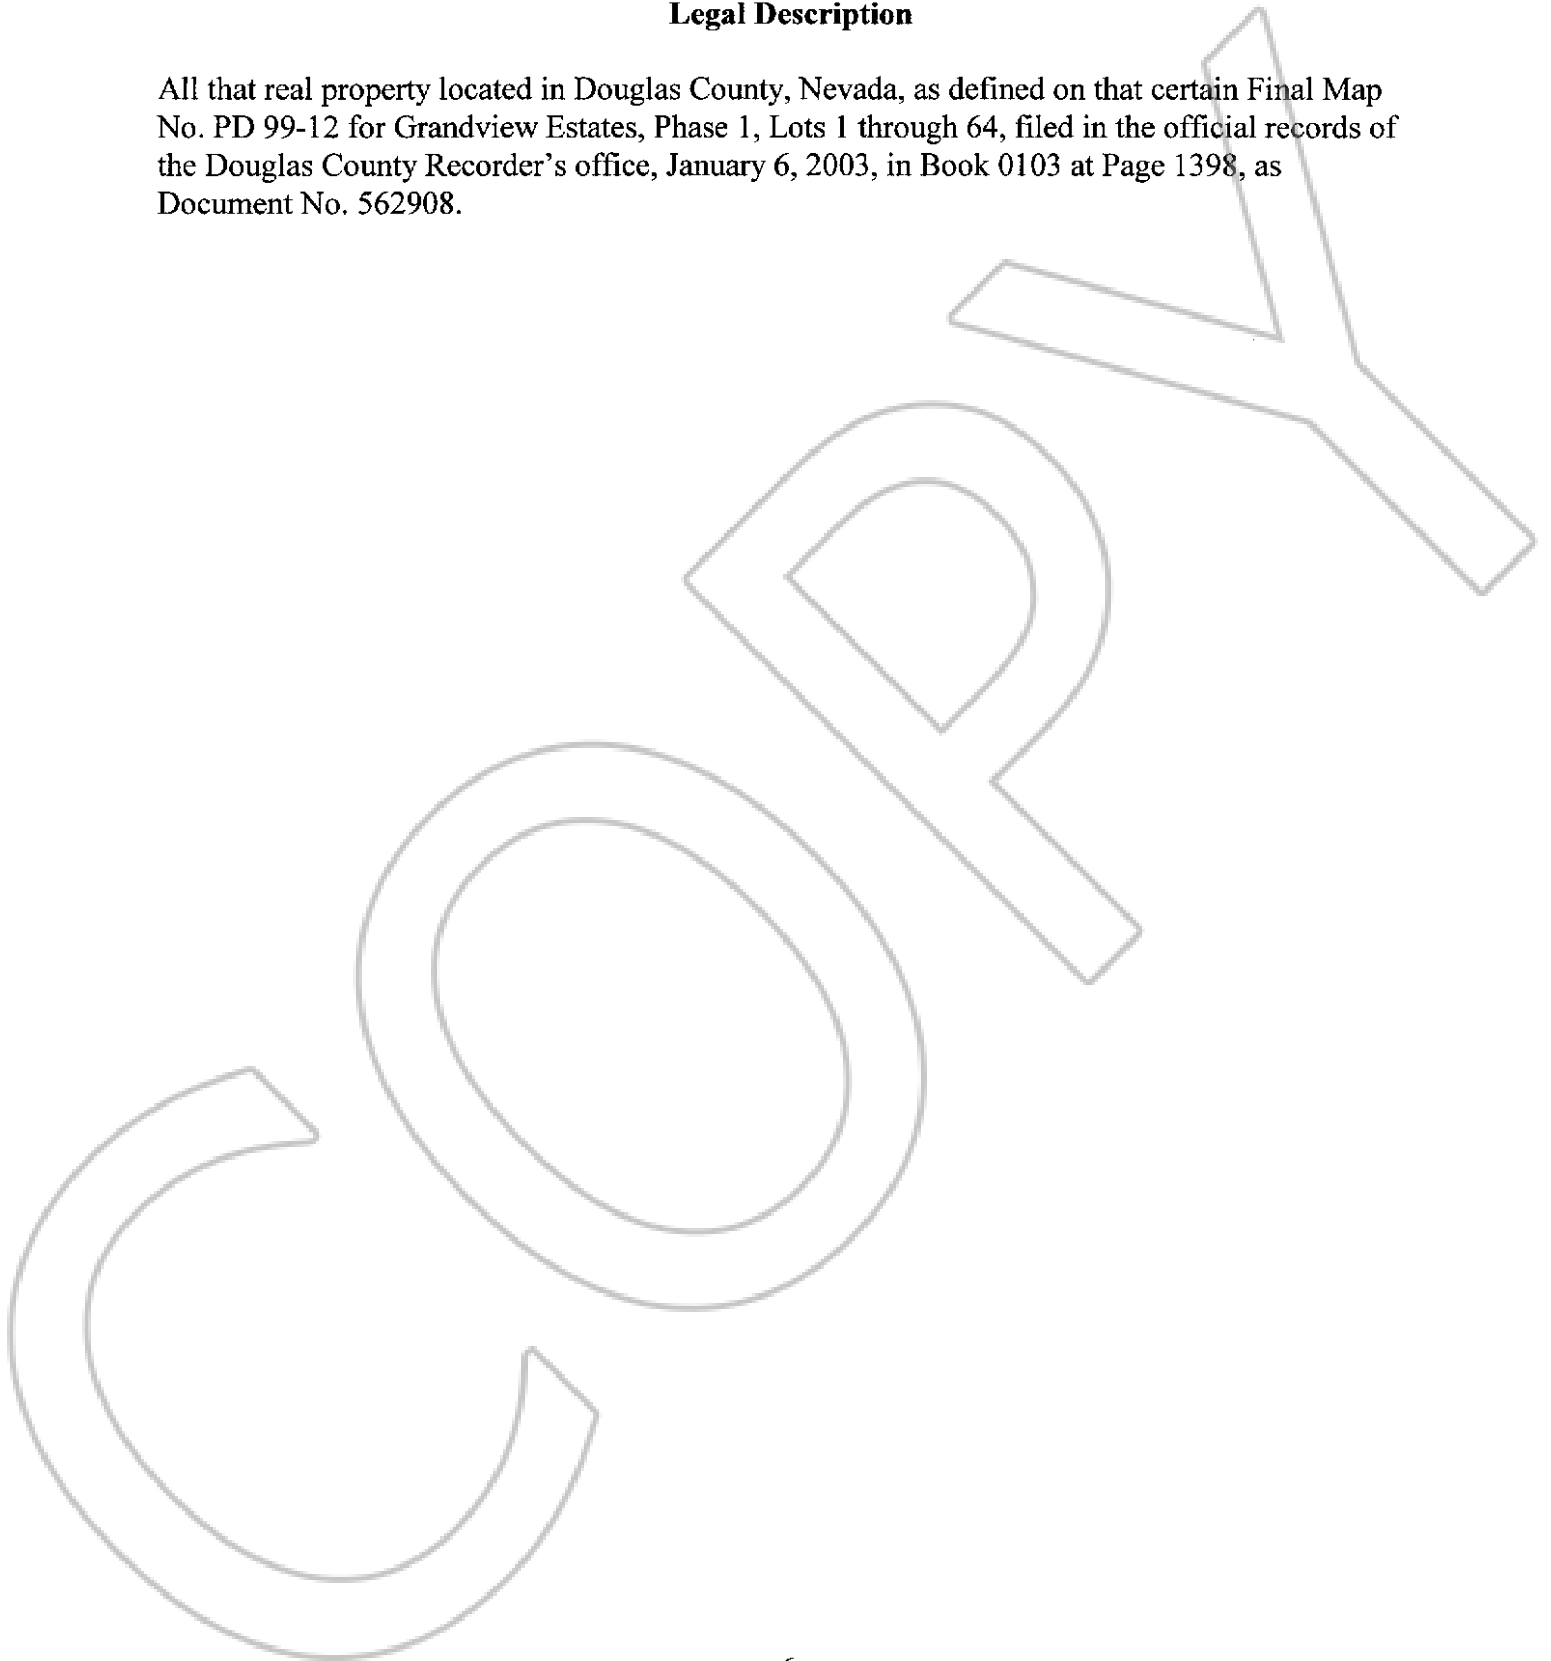 Legal Description
All that real property located in Douglas County, Nevada, as defined on that certain Final Map
No. PD 99-12 for Grandview Estates, Phase 1, Lots 1 through 64, filed in the official records of
the Douglas County Recorder's office, January 6, 2003, in Book 0103 at Page 1398, as
Document No. 562908.
COPY